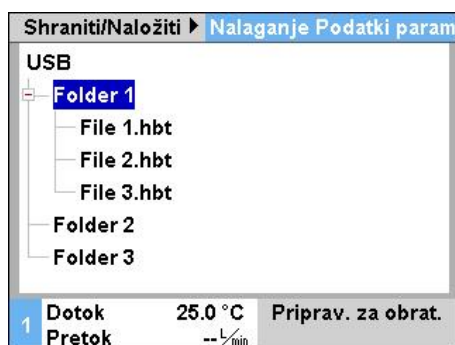 Shraniti/Naložiti ▶ Nalaganje Podatki param
USB
Folder 1
File 1.hbt
File 2.hbt
File 3.hbt
Folder 2
Folder 3
1 Dotok 25.0 °C Priprav. za obrat.
Pretok --L/min